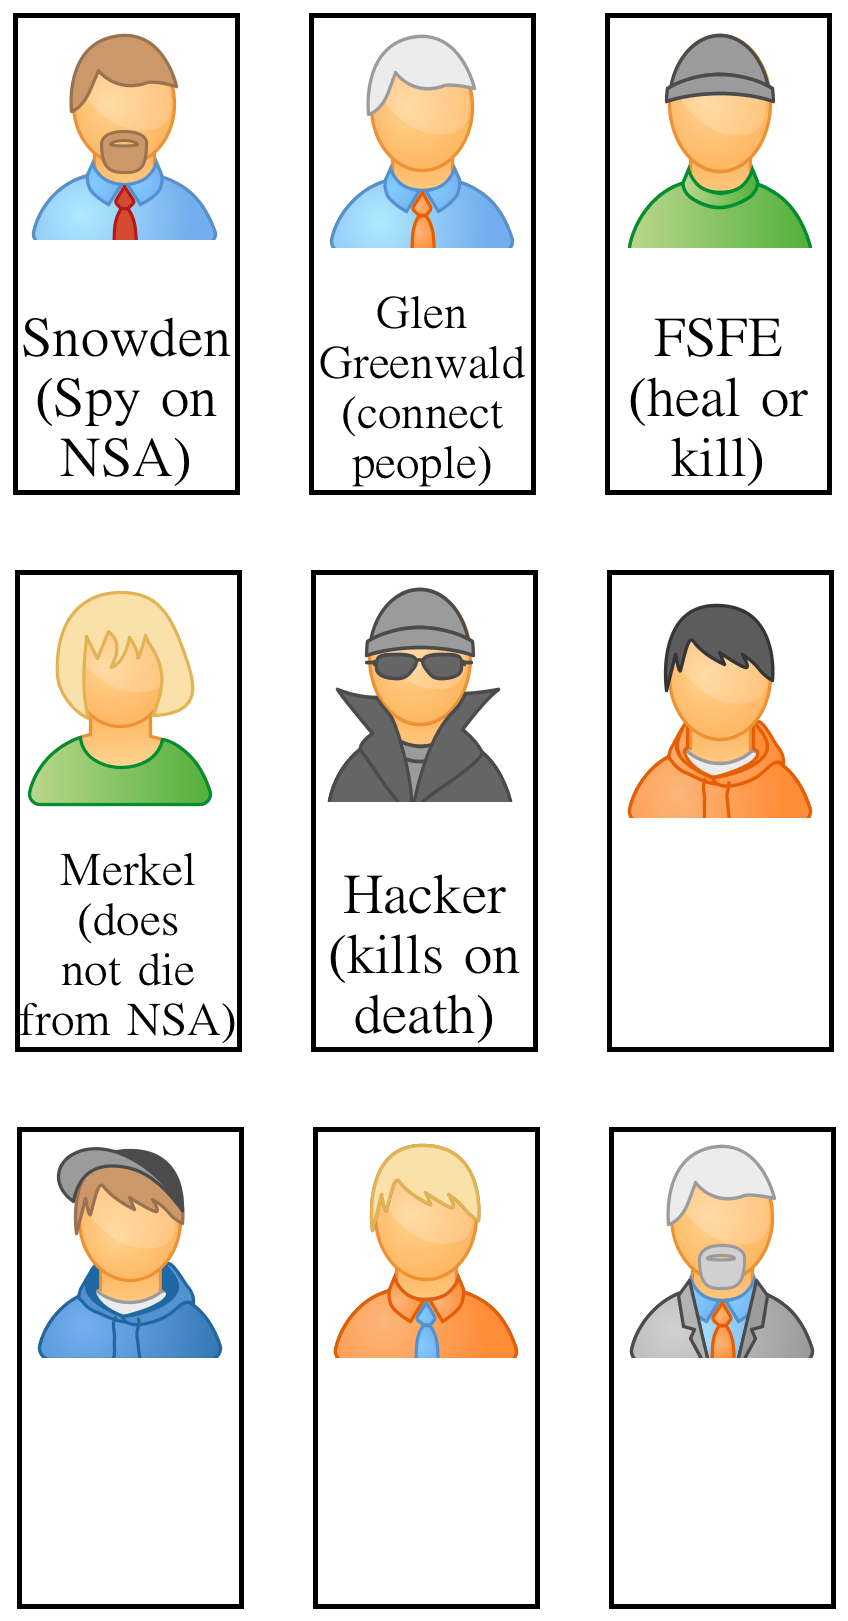 Snowden
(Spy on
NSA)
Glen
Greenwald
(connect
people)
FSFE
(heal or
kill)
Merkel
(does
not die
from NSA)
Hacker
(kills on
death)